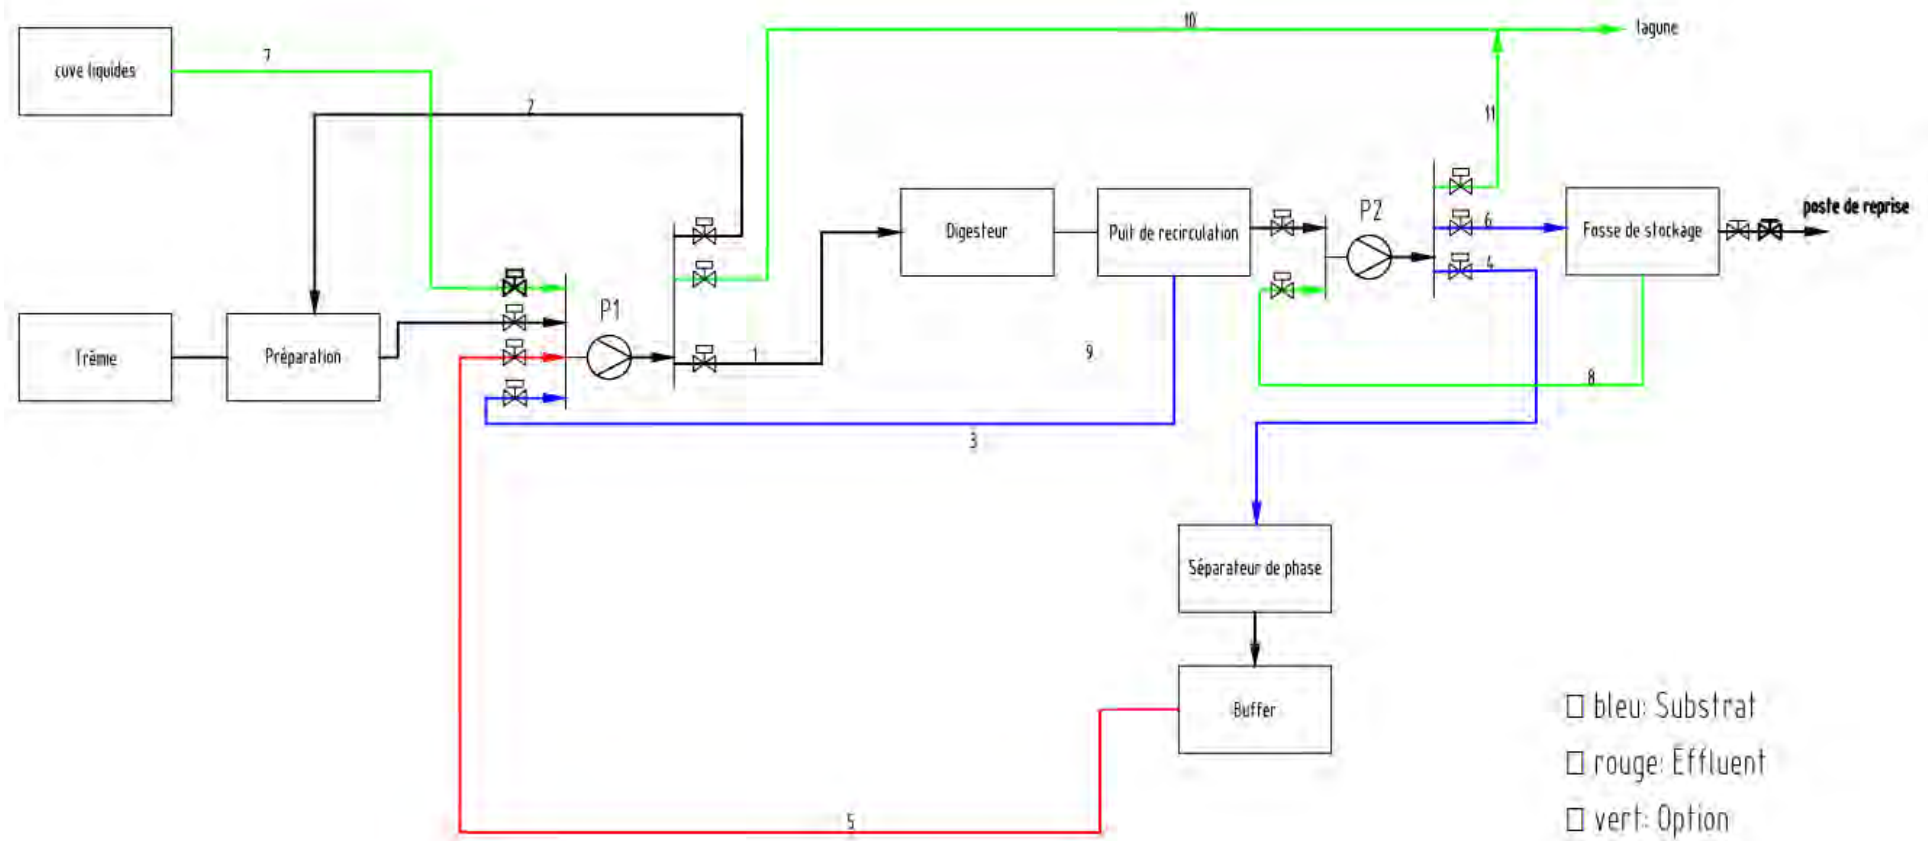 10
lagune
cuve liquides
7
2
11
P2
poste de reprise
Digesteur
Puit de recirculation
6
Fosse de stockage
4
P1
Trémie
Préparation
1
9
8
3
Séparateur de phase
Buffer
bleu: Substrat
rouge: Effluent
vert: Option
5